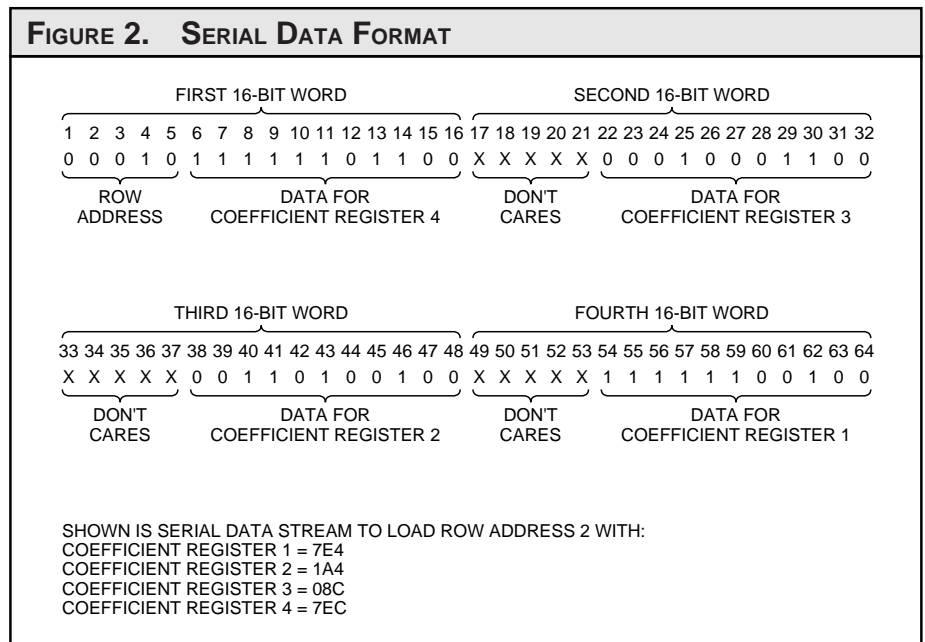 FIGURE 2. SERIAL DATA FORMAT
FIRST 16-BIT WORD
SECOND 16-BIT WORD
1 2 3 4 5 6 7 8 9 10 11 12 13 14 15 16 17 18 19 20 21 22 23 24 25 26 27 28 29 30 31 32
0 0 0 1 0 1 1 1 1 1 1 0 1 1 0 0 X X X X X 0 0 0 1 0 0 0 1 1 0 0
ROW ADDRESS
DATA FOR COEFFICIENT REGISTER 4
DON'T CARES
DATA FOR COEFFICIENT REGISTER 3
THIRD 16-BIT WORD
FOURTH 16-BIT WORD
33 34 35 36 37 38 39 40 41 42 43 44 45 46 47 48 49 50 51 52 53 54 55 56 57 58 59 60 61 62 63 64
X X X X X 0 0 1 1 0 1 0 0 1 0 0 X X X X X 1 1 1 1 1 1 0 0 1 0 0
DON'T CARES
DATA FOR COEFFICIENT REGISTER 2
DON'T CARES
DATA FOR COEFFICIENT REGISTER 1
SHOWN IS SERIAL DATA STREAM TO LOAD ROW ADDRESS 2 WITH:
COEFFICIENT REGISTER 1 = 7E4
COEFFICIENT REGISTER 2 = 1A4
COEFFICIENT REGISTER 3 = 08C
COEFFICIENT REGISTER 4 = 7EC